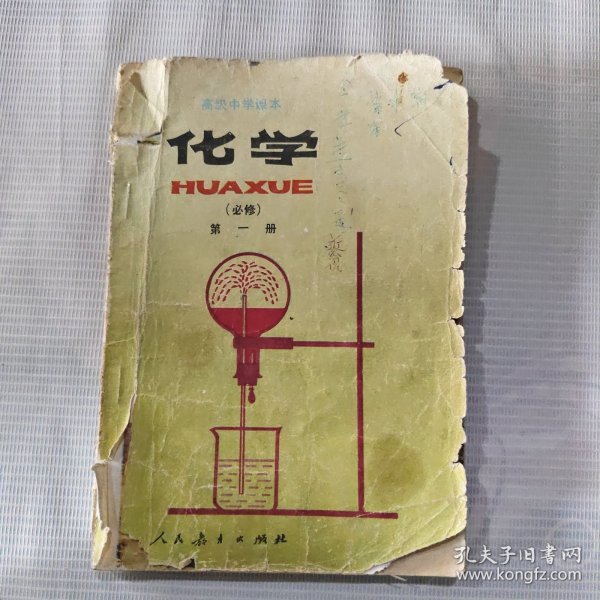 高级中学课本
化学
HUAXUE
(必修)
第一册
人民教育出版社
孔夫子旧书网
www.kongfz.com